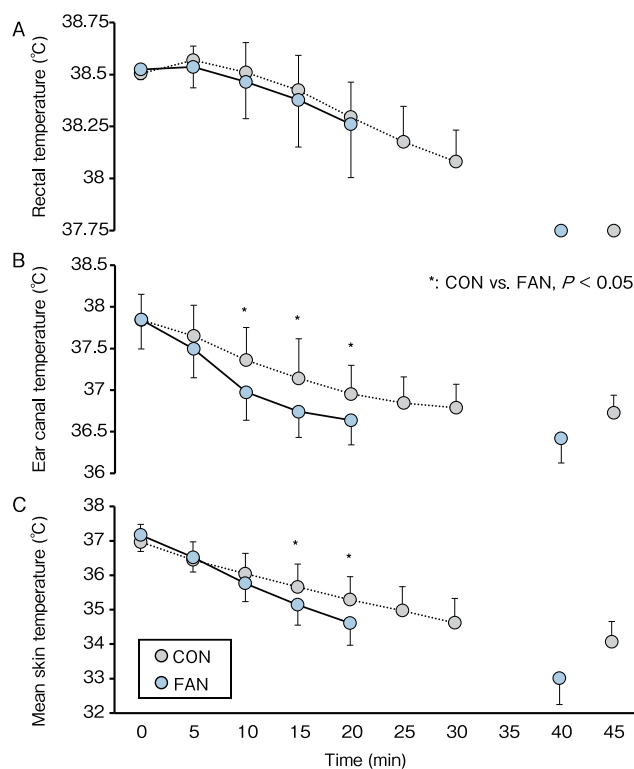 A
Rectal temperature (℃)
38.75
38.5
38.25
38
37.75
B
Ear canal temperature (℃)
38.5
38
37.5
37
36.5
36
*: CON vs. FAN, P < 0.05
* * *
C
Mean skin temperature (℃)
38
37
36
35
34
33
32
* *
CON
FAN
0 5 10 15 20 25 30 35 40 45
Time (min)